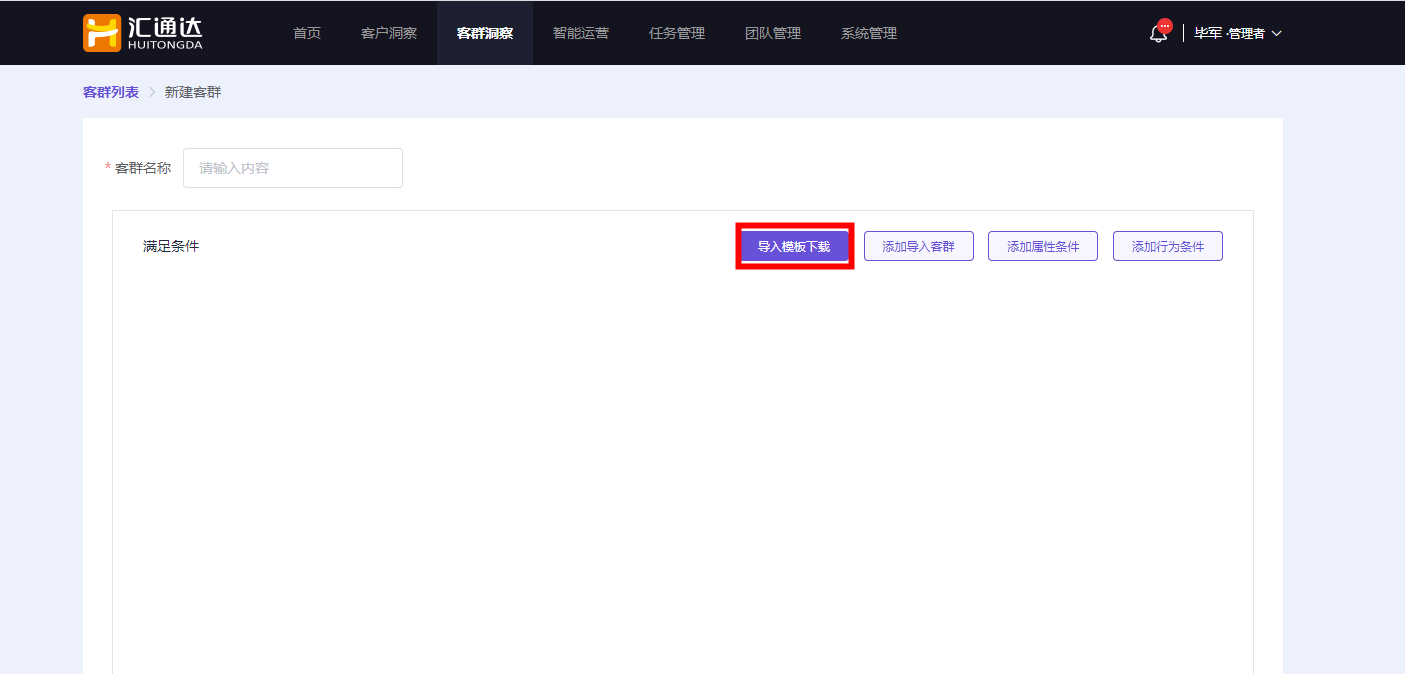 汇通达
HUITONGDA
首页 客户洞察 客群洞察 智能运营 任务管理 团队管理 系统管理
毕军 ·管理者
客群列表 > 新建客群
* 客群名称 请输入内容
满足条件 导入模板下载 添加导入客群 添加属性条件 添加行为条件